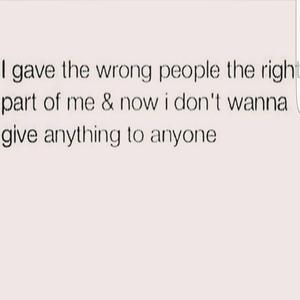 I gave the wrong people the right
part of me & now i don't wanna
give anything to anyone